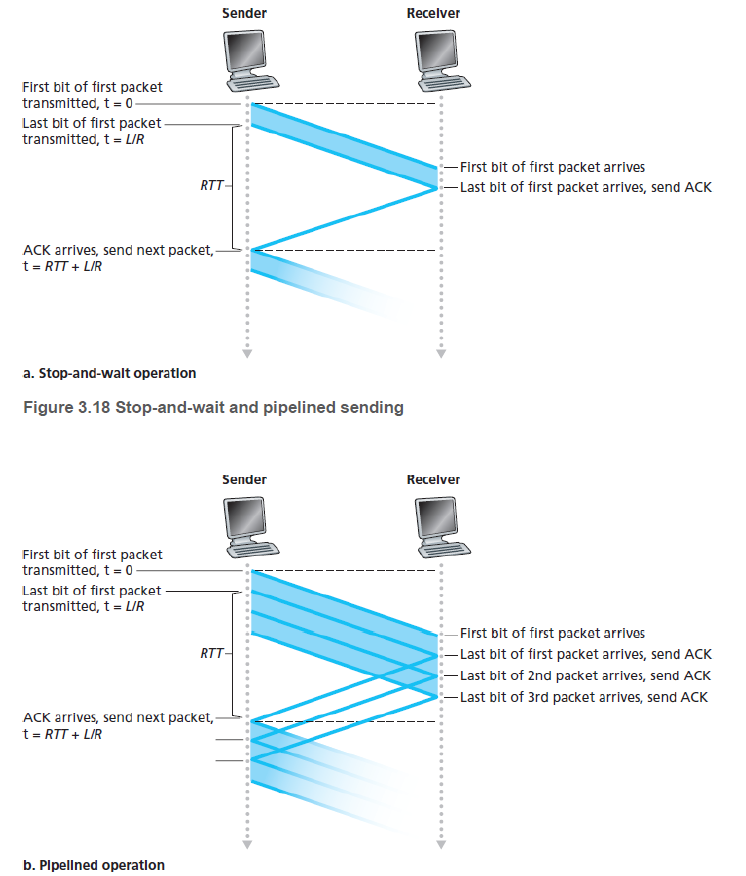 Sender Receiver
First bit of first packet
transmitted, t = 0
Last bit of first packet
transmitted, t = L/R
First bit of first packet arrives
RTT
Last bit of first packet arrives, send ACK
ACK arrives, send next packet,
t = RTT + L/R
a. Stop-and-wait operation
Figure 3.18 Stop-and-wait and pipelined sending
Sender Receiver
First bit of first packet
transmitted, t = 0
Last bit of first packet
transmitted, t = L/R
First bit of first packet arrives
RTT
Last bit of first packet arrives, send ACK
Last bit of 2nd packet arrives, send ACK
Last bit of 3rd packet arrives, send ACK
ACK arrives, send next packet,
t = RTT + L/R
b. Pipelined operation